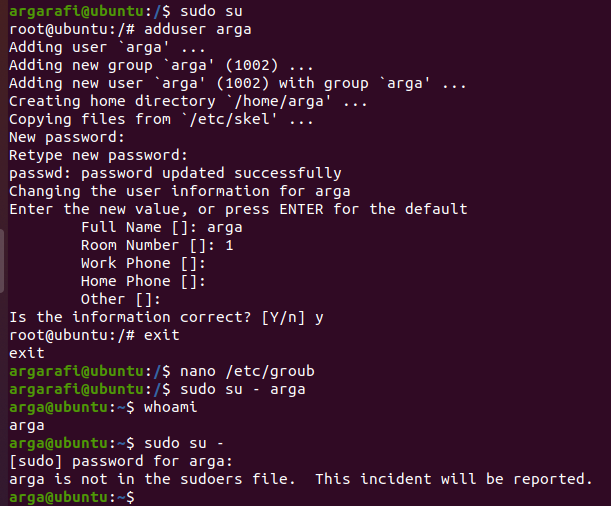 argarafi@ubuntu:/$ sudo su
root@ubuntu:/# adduser arga
Adding user `arga' ...
Adding new group `arga' (1002) ...
Adding new user `arga' (1002) with group `arga' ...
Creating home directory `/home/arga' ...
Copying files from `/etc/skel' ...
New password:
Retype new password:
passwd: password updated successfully
Changing the user information for arga
Enter the new value, or press ENTER for the default
        Full Name []: arga
        Room Number []: 1
        Work Phone []:
        Home Phone []:
        Other []:
Is the information correct? [Y/n] y
root@ubuntu:/# exit
exit
argarafi@ubuntu:/$ nano /etc/groub
argarafi@ubuntu:/$ sudo su - arga
arga@ubuntu:~$ whoami
arga
arga@ubuntu:~$ sudo su -
[sudo] password for arga:
arga is not in the sudoers file.  This incident will be reported.
arga@ubuntu:~$